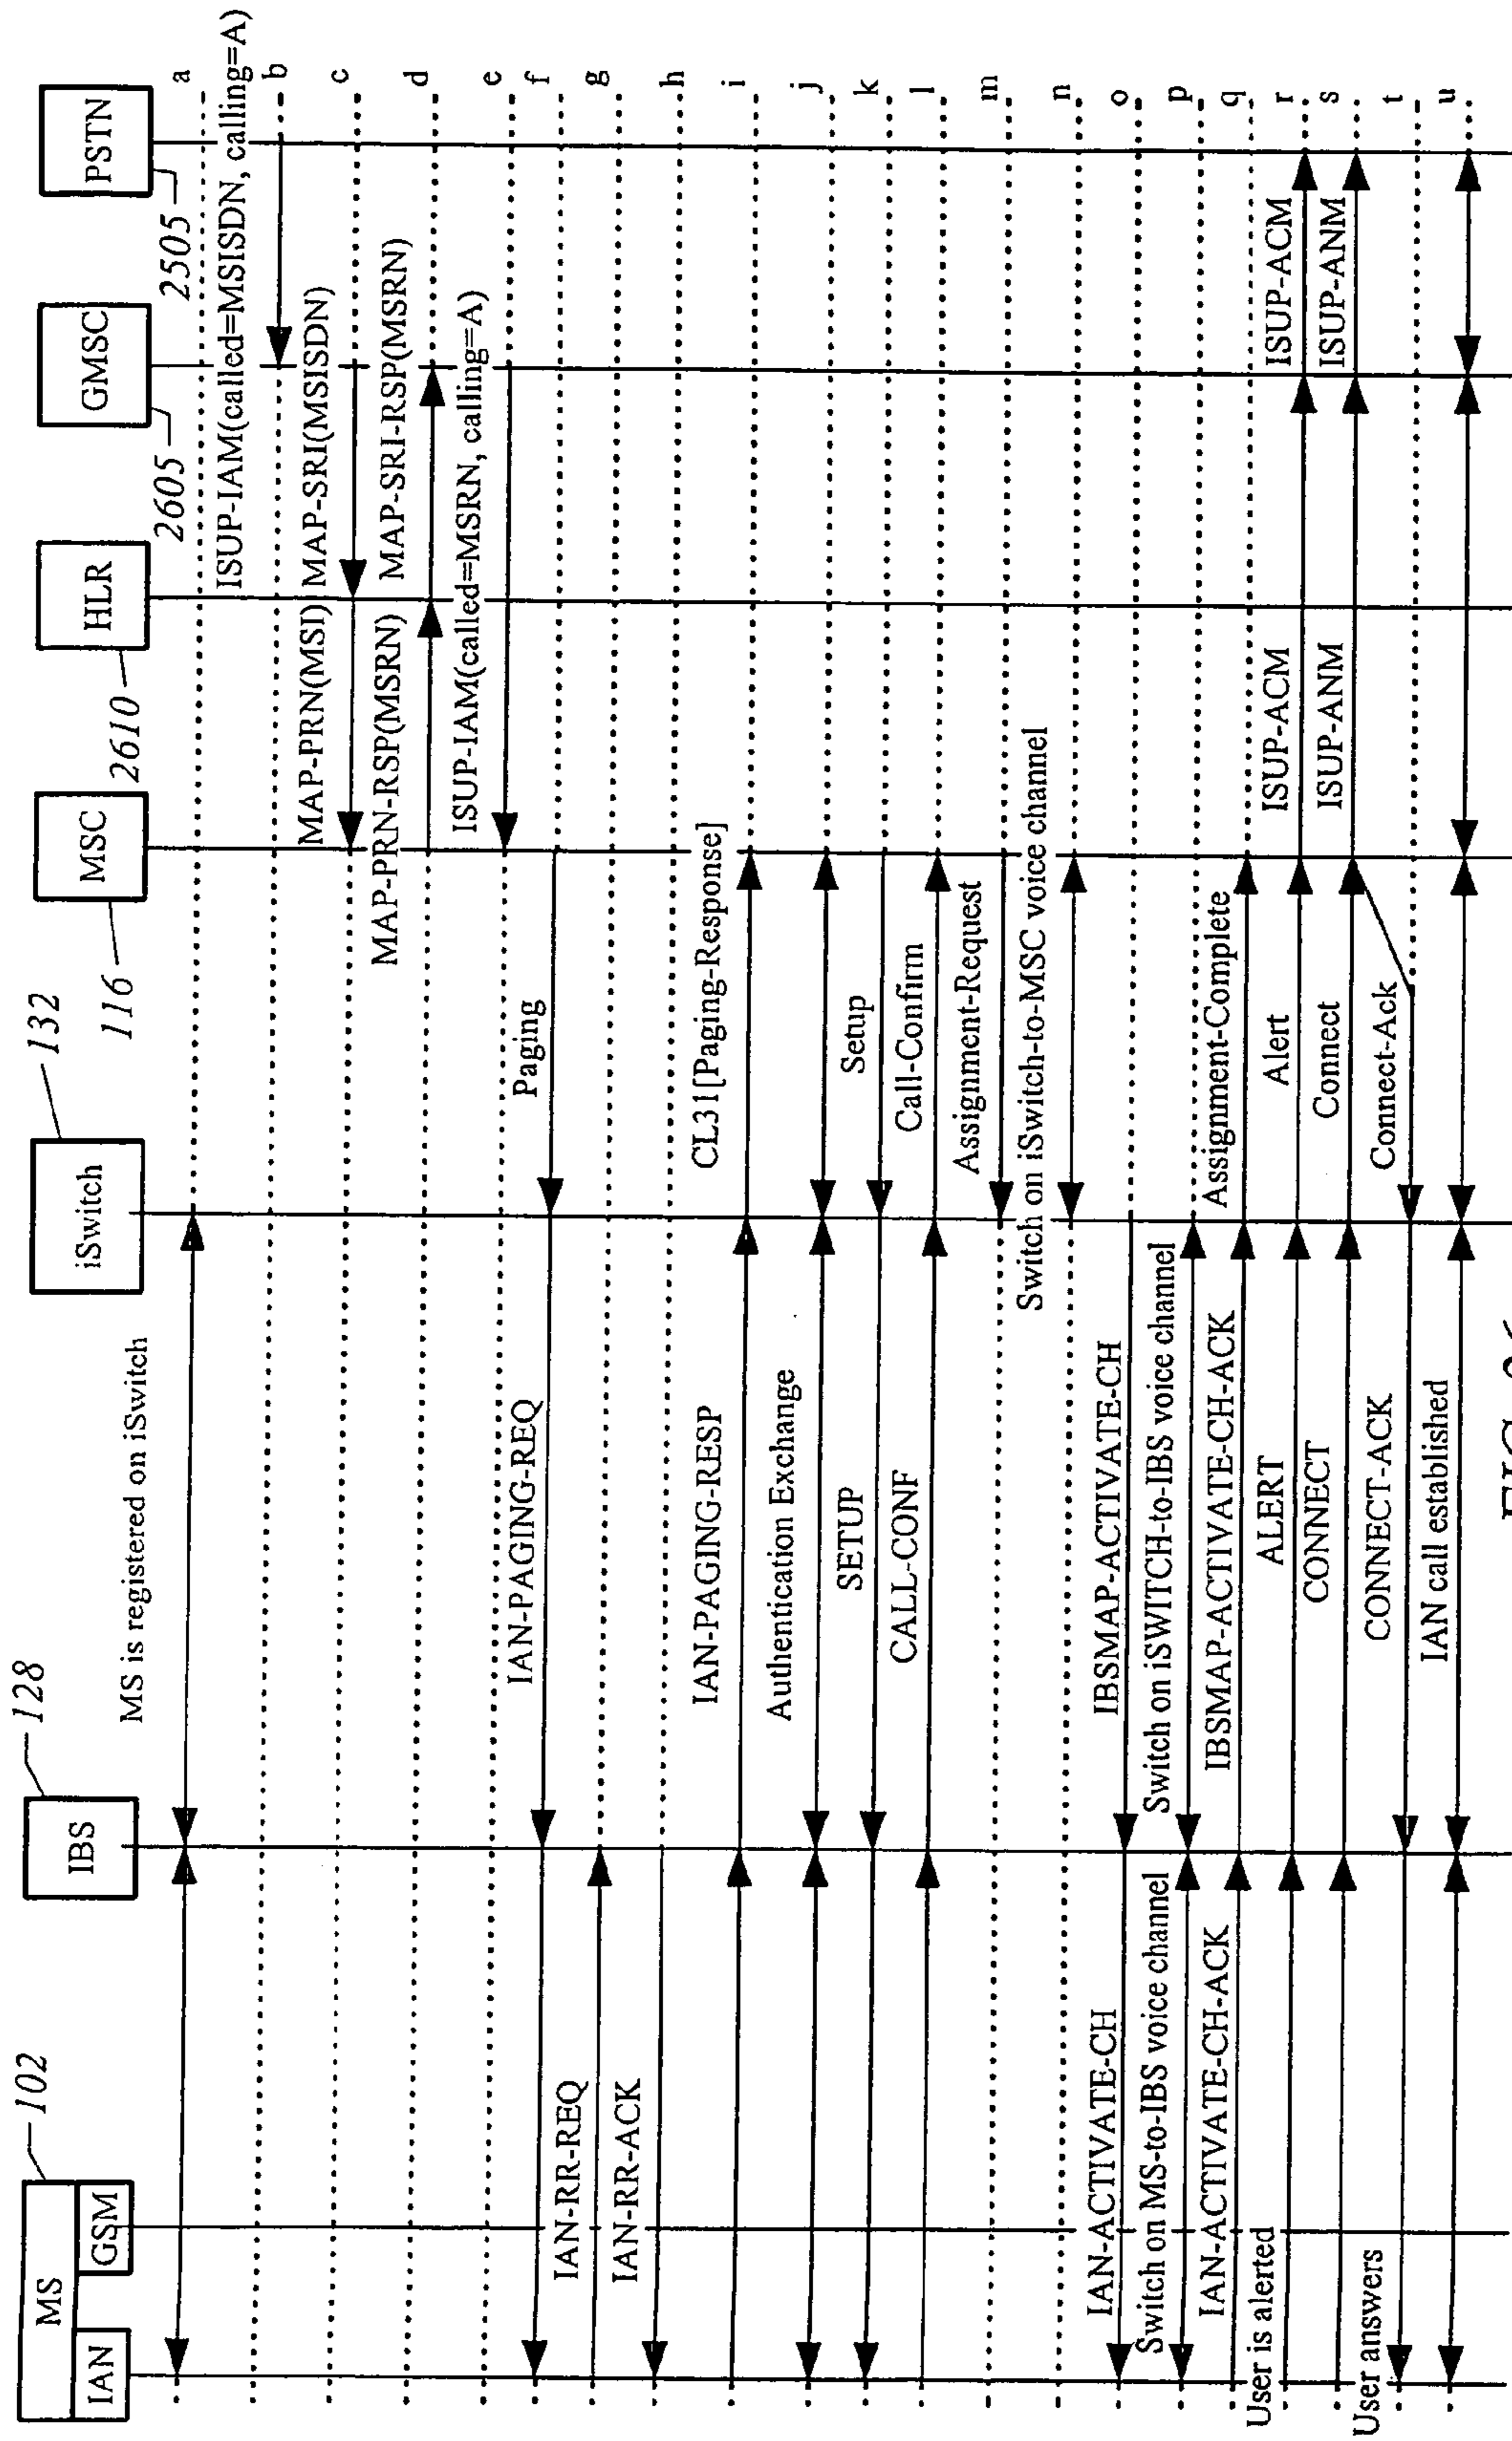 MS
102
IAN
GSM
IBS
128
iSwitch
132
MSC
116
HLR
2610
GMSC
2605
PSTN
2505
MS is registered on iSwitch
a
ISUP-IAM(called=MSISDN, calling=A)
b
MAP-PRN(MSI)
MAP-SRI(MSISDN)
c
MAP-PRN-RSP(MSRN)
MAP-SRI-RSP(MSRN)
d
ISUP-IAM(called=MSRN, calling=A)
e
IAN-PAGING-REQ
Paging
f
IAN-RR-REQ
g
IAN-RR-ACK
h
IAN-PAGING-RESP
CL31[Paging-Response]
i
Authentication Exchange
j
SETUP
Setup
k
CALL-CONF
Call-Confirm
l
Assignment-Request
m
Switch on iSwitch-to-MSC voice channel
n
IAN-ACTIVATE-CH
IBSMAP-ACTIVATE-CH
o
Switch on MS-to-IBS voice channel
Switch on iSWITCH-to-IBS voice channel
p
IAN-ACTIVATE-CH-ACK
IBSMAP-ACTIVATE-CH-ACK
Assignment-Complete
q
User is alerted
ALERT
Alert
ISUP-ACM
ISUP-ACM
r
CONNECT
Connect
ISUP-ANM
ISUP-ANM
s
User answers
CONNECT-ACK
Connect-Ack
t
IAN call established
u